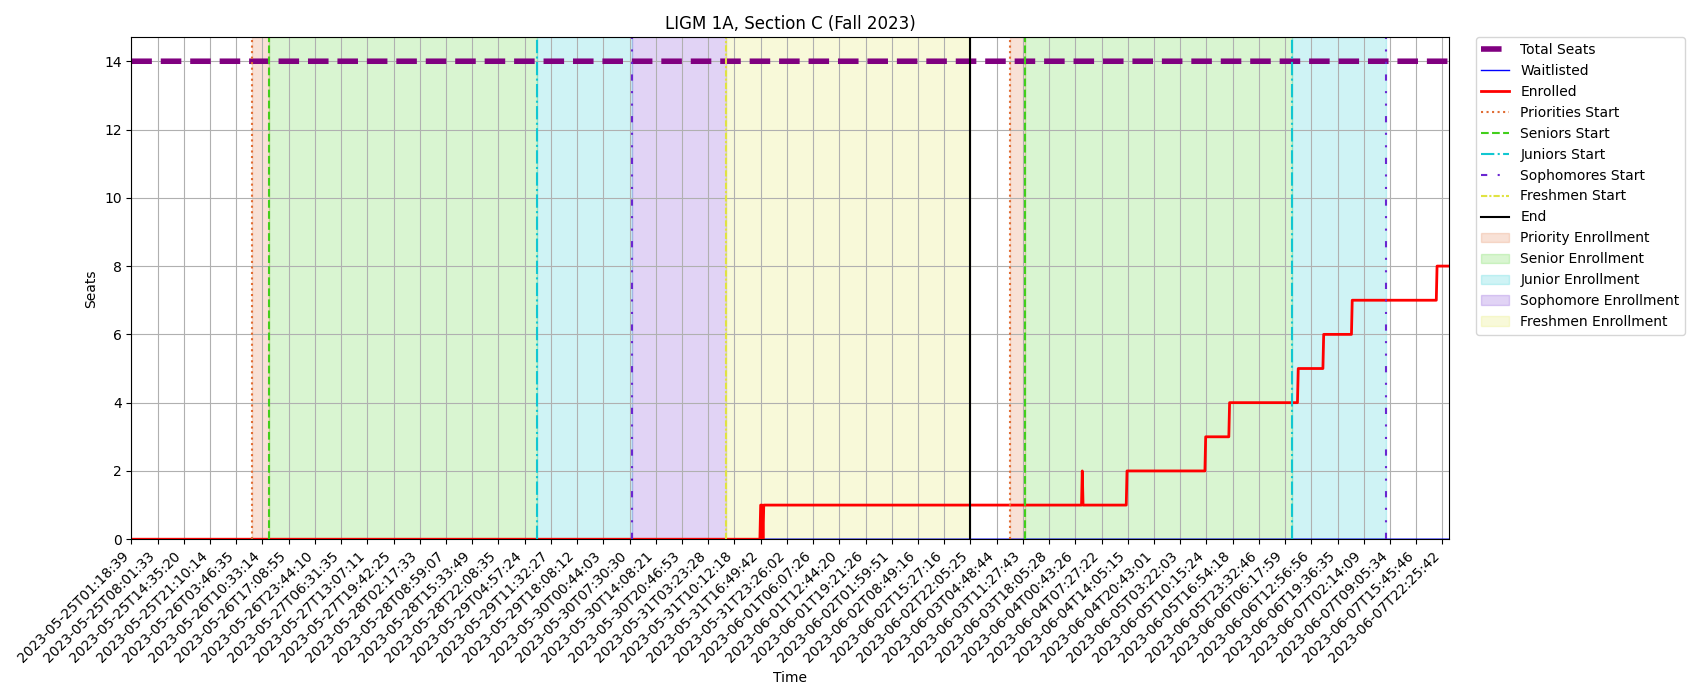 LIGM 1A, Section C (Fall 2023)
Seats
14
12
10
8
6
4
2
0
2023-05-25T01:18:39
2023-05-25T08:01:33
2023-05-25T14:35:20
2023-05-25T21:10:14
2023-05-26T03:46:35
2023-05-26T10:33:14
2023-05-26T17:08:55
2023-05-26T23:44:10
2023-05-27T06:31:35
2023-05-27T13:07:11
2023-05-27T19:42:25
2023-05-28T02:17:33
2023-05-28T08:59:07
2023-05-28T15:33:49
2023-05-28T22:08:35
2023-05-29T04:57:24
2023-05-29T11:32:27
2023-05-29T18:08:12
2023-05-30T00:44:03
2023-05-30T07:30:30
2023-05-30T14:08:21
2023-05-30T20:46:53
2023-05-31T03:23:28
2023-05-31T10:12:18
2023-05-31T16:49:42
2023-05-31T23:26:02
2023-06-01T06:07:26
2023-06-01T12:44:20
2023-06-01T19:21:26
2023-06-02T01:59:51
2023-06-02T08:49:16
2023-06-02T15:27:16
2023-06-02T22:05:25
2023-06-03T04:48:44
2023-06-03T11:27:43
2023-06-03T18:05:28
2023-06-04T00:43:26
2023-06-04T07:27:22
2023-06-04T14:05:15
2023-06-04T20:43:01
2023-06-05T03:22:03
2023-06-05T10:15:24
2023-06-05T16:54:18
2023-06-05T23:32:46
2023-06-06T06:17:59
2023-06-06T12:56:56
2023-06-06T19:36:35
2023-06-07T02:14:09
2023-06-07T09:05:34
2023-06-07T15:45:46
2023-06-07T22:25:42
Time
Total Seats
Waitlisted
Enrolled
Priorities Start
Seniors Start
Juniors Start
Sophomores Start
Freshmen Start
End
Priority Enrollment
Senior Enrollment
Junior Enrollment
Sophomore Enrollment
Freshmen Enrollment